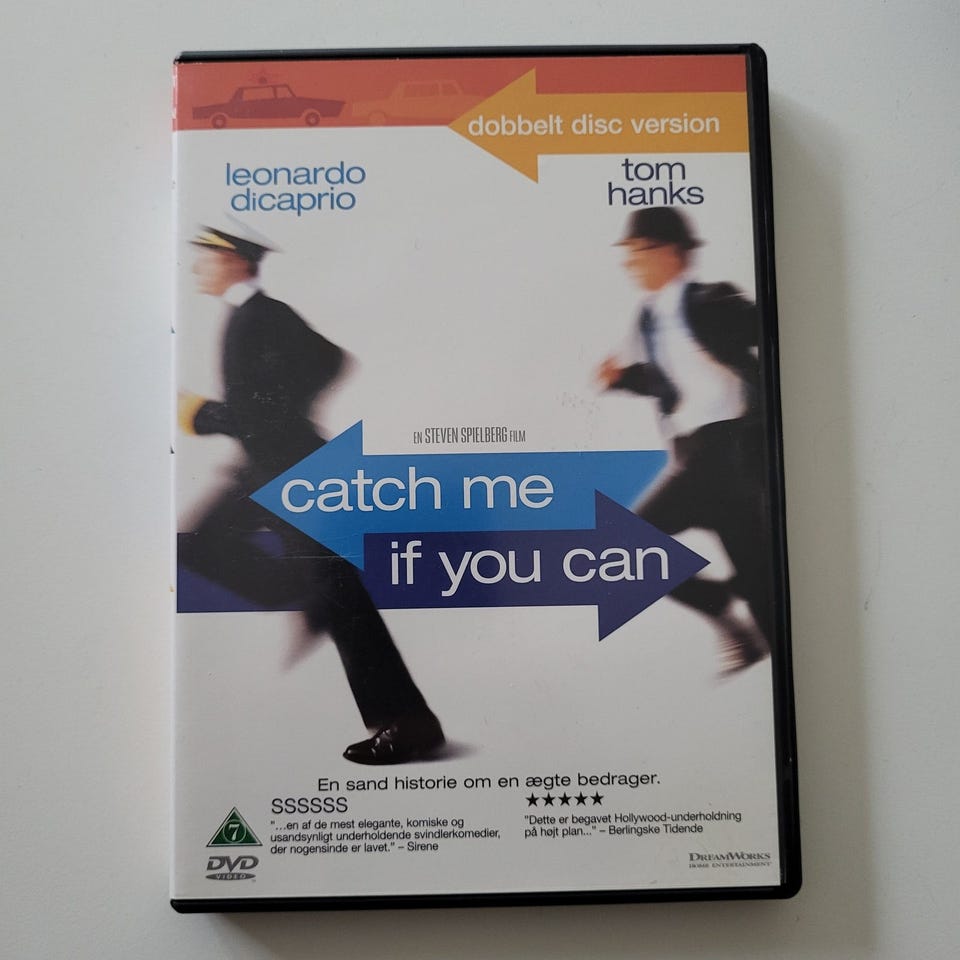 dobbelt disc version
leonardo
dicaprio
tom
hanks
EN STEVEN SPIELBERG FILM
catch me
if you can
En sand historie om en ægte bedrager.
SSSSSS
"...en af de mest elegante, komiske og
usandsynligt underholdende svindlerkomedier,
der nogensinde er lavet." – Sirene
★★★★★
"Dette er begavet Hollywood-underholdning
på højt plan..." – Berlingske Tidende
7
DVD
VIDEO
DREAMWORKS
HOME ENTERTAINMENT